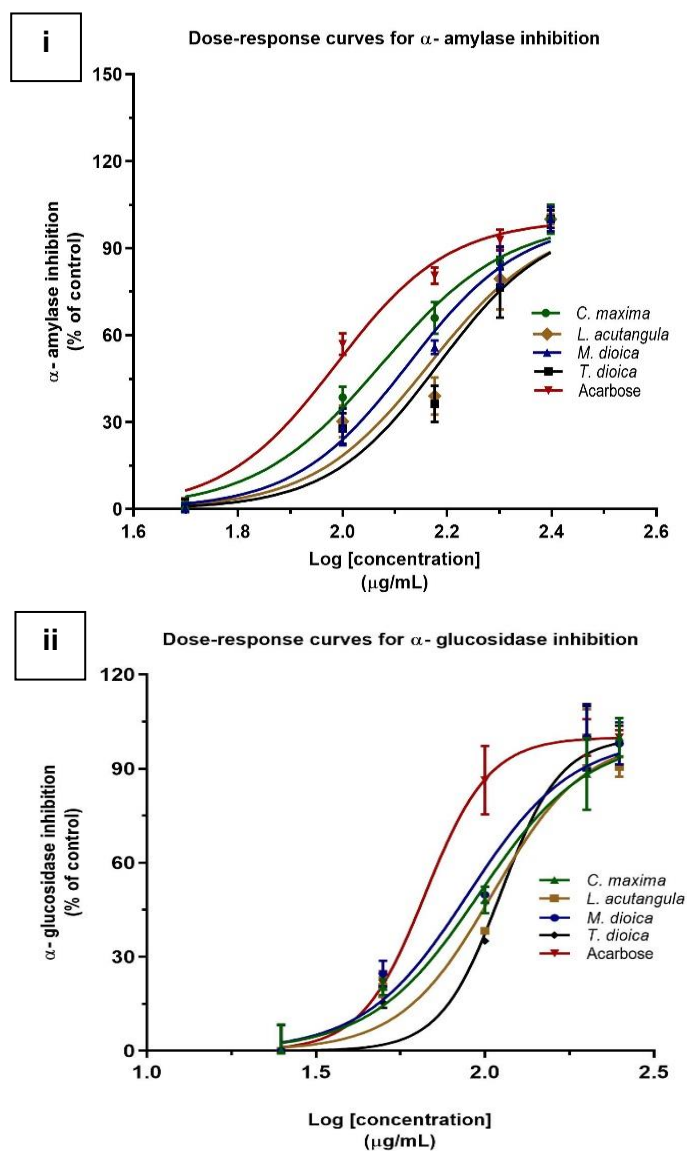 i
Dose-response curves for α- amylase inhibition
150
120
90
60
30
0
α- amylase inhibition
(% of control)
C. maxima
L. acutangula
M. dioica
T. dioica
Acarbose
1.6 1.8 2.0 2.2 2.4 2.6
Log [concentration]
(μg/mL)
ii
Dose-response curves for α- glucosidase inhibition
120
90
60
30
0
α- glucosidase inhibition
(% of control)
C. maxima
L. acutangula
M. dioica
T. dioica
Acarbose
1.0 1.5 2.0 2.5
Log [concentration]
(μg/mL)